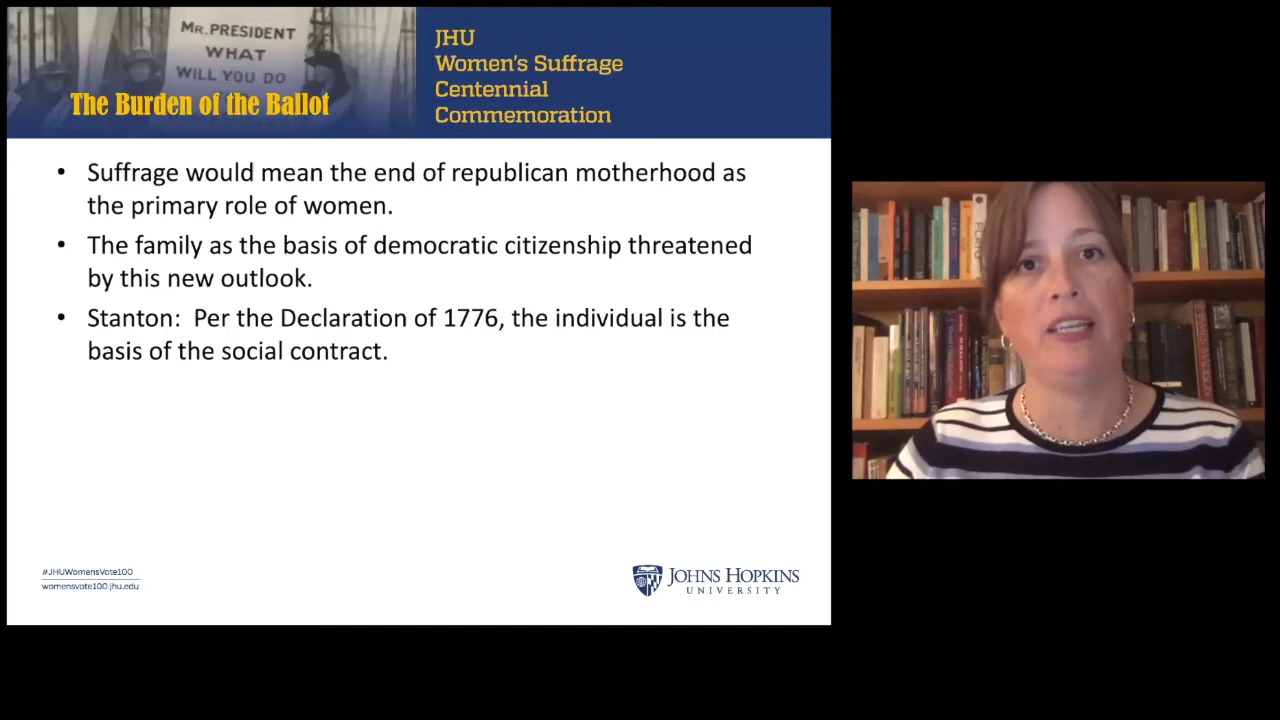 MR. PRESIDENT
WHAT
WILL YOU DO
The Burden of the Ballot
JHU
Women's Suffrage
Centennial
Commemoration
• Suffrage would mean the end of republican motherhood as
the primary role of women.
• The family as the basis of democratic citizenship threatened
by this new outlook.
• Stanton: Per the Declaration of 1776, the individual is the
basis of the social contract.
#JHUWomensVote100
womensvote100.jhu.edu
JOHNS HOPKINS
UNIVERSITY